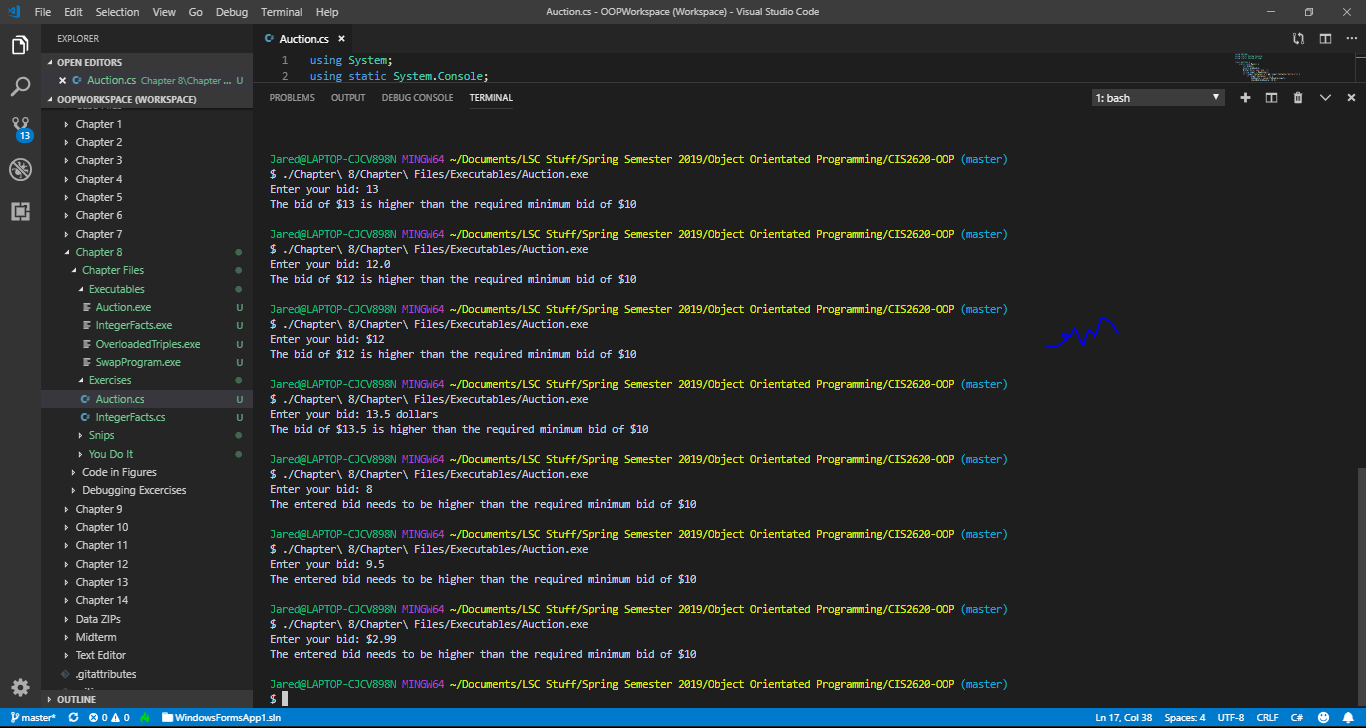 File Edit Selection View Go Debug Terminal Help
Auction.cs - OOPWorkspace (Workspace) - Visual Studio Code
EXPLORER
OPEN EDITORS
Auction.cs Chapter 8\Chapter ... U
OOPWORKSPACE (WORKSPACE)
Chapter 1
Chapter 2
Chapter 3
Chapter 4
Chapter 5
Chapter 6
Chapter 7
Chapter 8
Chapter Files
Executables
Auction.exe U
IntegerFacts.exe U
OverloadedTriples.exe U
SwapProgram.exe U
Exercises
Auction.cs U
IntegerFacts.cs U
Snips
You Do It
Code in Figures
Debugging Excercises
Chapter 9
Chapter 10
Chapter 11
Chapter 12
Chapter 13
Chapter 14
Data ZIPs
Midterm
Text Editor
.gitattributes
OUTLINE
13
Auction.cs
1 using System;
2 using static System.Console;
PROBLEMS OUTPUT DEBUG CONSOLE TERMINAL
1: bash
Jared@LAPTOP-CJCV898N MINGW64 ~/Documents/LSC Stuff/Spring Semester 2019/Object Orientated Programming/CIS2620-OOP (master)
$ ./Chapter\ 8/Chapter\ Files/Executables/Auction.exe
Enter your bid: 13
The bid of $13 is higher than the required minimum bid of $10
Jared@LAPTOP-CJCV898N MINGW64 ~/Documents/LSC Stuff/Spring Semester 2019/Object Orientated Programming/CIS2620-OOP (master)
$ ./Chapter\ 8/Chapter\ Files/Executables/Auction.exe
Enter your bid: 12.0
The bid of $12 is higher than the required minimum bid of $10
Jared@LAPTOP-CJCV898N MINGW64 ~/Documents/LSC Stuff/Spring Semester 2019/Object Orientated Programming/CIS2620-OOP (master)
$ ./Chapter\ 8/Chapter\ Files/Executables/Auction.exe
Enter your bid: $12
The bid of $12 is higher than the required minimum bid of $10
Jared@LAPTOP-CJCV898N MINGW64 ~/Documents/LSC Stuff/Spring Semester 2019/Object Orientated Programming/CIS2620-OOP (master)
$ ./Chapter\ 8/Chapter\ Files/Executables/Auction.exe
Enter your bid: 13.5 dollars
The bid of $13.5 is higher than the required minimum bid of $10
Jared@LAPTOP-CJCV898N MINGW64 ~/Documents/LSC Stuff/Spring Semester 2019/Object Orientated Programming/CIS2620-OOP (master)
$ ./Chapter\ 8/Chapter\ Files/Executables/Auction.exe
Enter your bid: 8
The entered bid needs to be higher than the required minimum bid of $10
Jared@LAPTOP-CJCV898N MINGW64 ~/Documents/LSC Stuff/Spring Semester 2019/Object Orientated Programming/CIS2620-OOP (master)
$ ./Chapter\ 8/Chapter\ Files/Executables/Auction.exe
Enter your bid: 9.5
The entered bid needs to be higher than the required minimum bid of $10
Jared@LAPTOP-CJCV898N MINGW64 ~/Documents/LSC Stuff/Spring Semester 2019/Object Orientated Programming/CIS2620-OOP (master)
$ ./Chapter\ 8/Chapter\ Files/Executables/Auction.exe
Enter your bid: $2.99
The entered bid needs to be higher than the required minimum bid of $10
Jared@LAPTOP-CJCV898N MINGW64 ~/Documents/LSC Stuff/Spring Semester 2019/Object Orientated Programming/CIS2620-OOP (master)
$
master* 0 0 WindowsFormsApp1.sln Ln 17, Col 38 Spaces: 4 UTF-8 CRLF C#